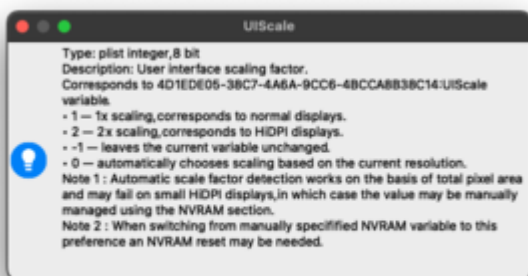 UIScale
Type: plist integer,8 bit
Description: User interface scaling factor.
Corresponds to 4D1EDE05-38C7-4A6A-9CC6-4BCCA8B38C14:UIScale
variable.
- 1 — 1x scaling,corresponds to normal displays.
- 2 — 2x scaling,corresponds to HiDPI displays.
- -1 — leaves the current variable unchanged.
- 0 — automatically chooses scaling based on the current resolution.
Note 1 : Automatic scale factor detection works on the basis of total pixel area
and may fail on small HiDPI displays,in which case the value may be manually
managed using the NVRAM section.
Note 2 : When switching from manually specifified NVRAM variable to this
preference an NVRAM reset may be needed.